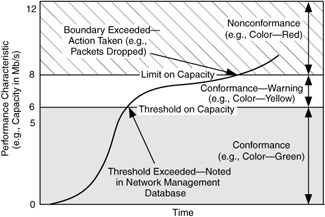 12
Boundary Exceeded—
Action Taken (e.g.,
Packets Dropped)
Nonconformance
(e.g., Color—Red)
Limit on Capacity
8
Conformance—Warning
(e.g., Color—Yellow)
6
Threshold on Capacity
5
Conformance
(e.g., Color—Green)
Threshold Exceeded—Noted
in Network Management
Database
0
Performance Characteristic
(e.g., Capacity in Mb/s)
Time